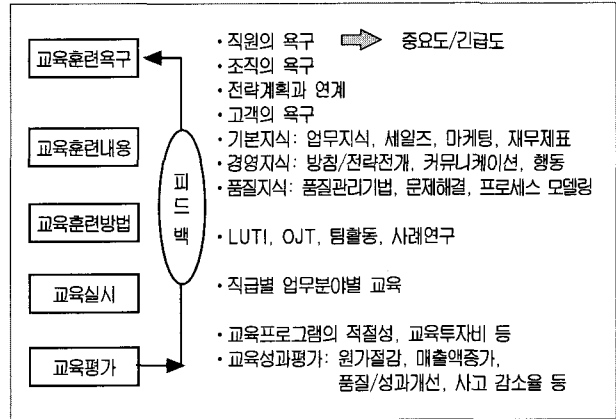 교육훈련욕구
교육훈련내용
교육훈련방법
교육실시
교육평가
피드백
·직원의 욕구 중요도/긴급도
·조직의 욕구
·전략계획과 연계
·고객의 욕구
·기본지식: 업무지식, 세일즈, 마케팅, 재무제표
·경영지식: 방침/전략전개, 커뮤니케이션, 행동
·품질지식: 품질관리기법, 문제해결, 프로세스 모델링
·LUTI, OJT, 팀활동, 사례연구
·직급별 업무분야별 교육
·교육프로그램의 적절성, 교육투자비 등
·교육성과평가: 원가절감, 매출액증가,
품질/성과개선, 사고 감소율 등